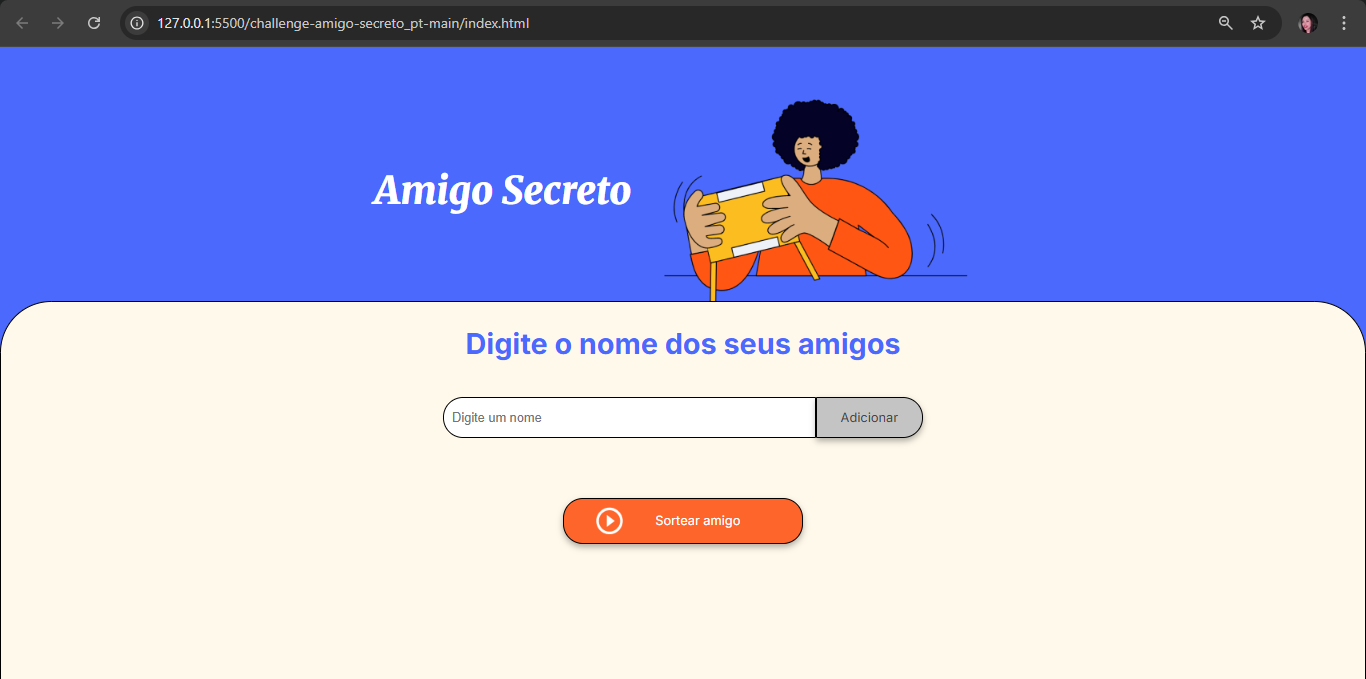 127.0.0.1:5500/challenge-amigo-secreto_pt-main/index.html
Amigo Secreto
Digite o nome dos seus amigos
Digite um nome
Adicionar
Sortear amigo